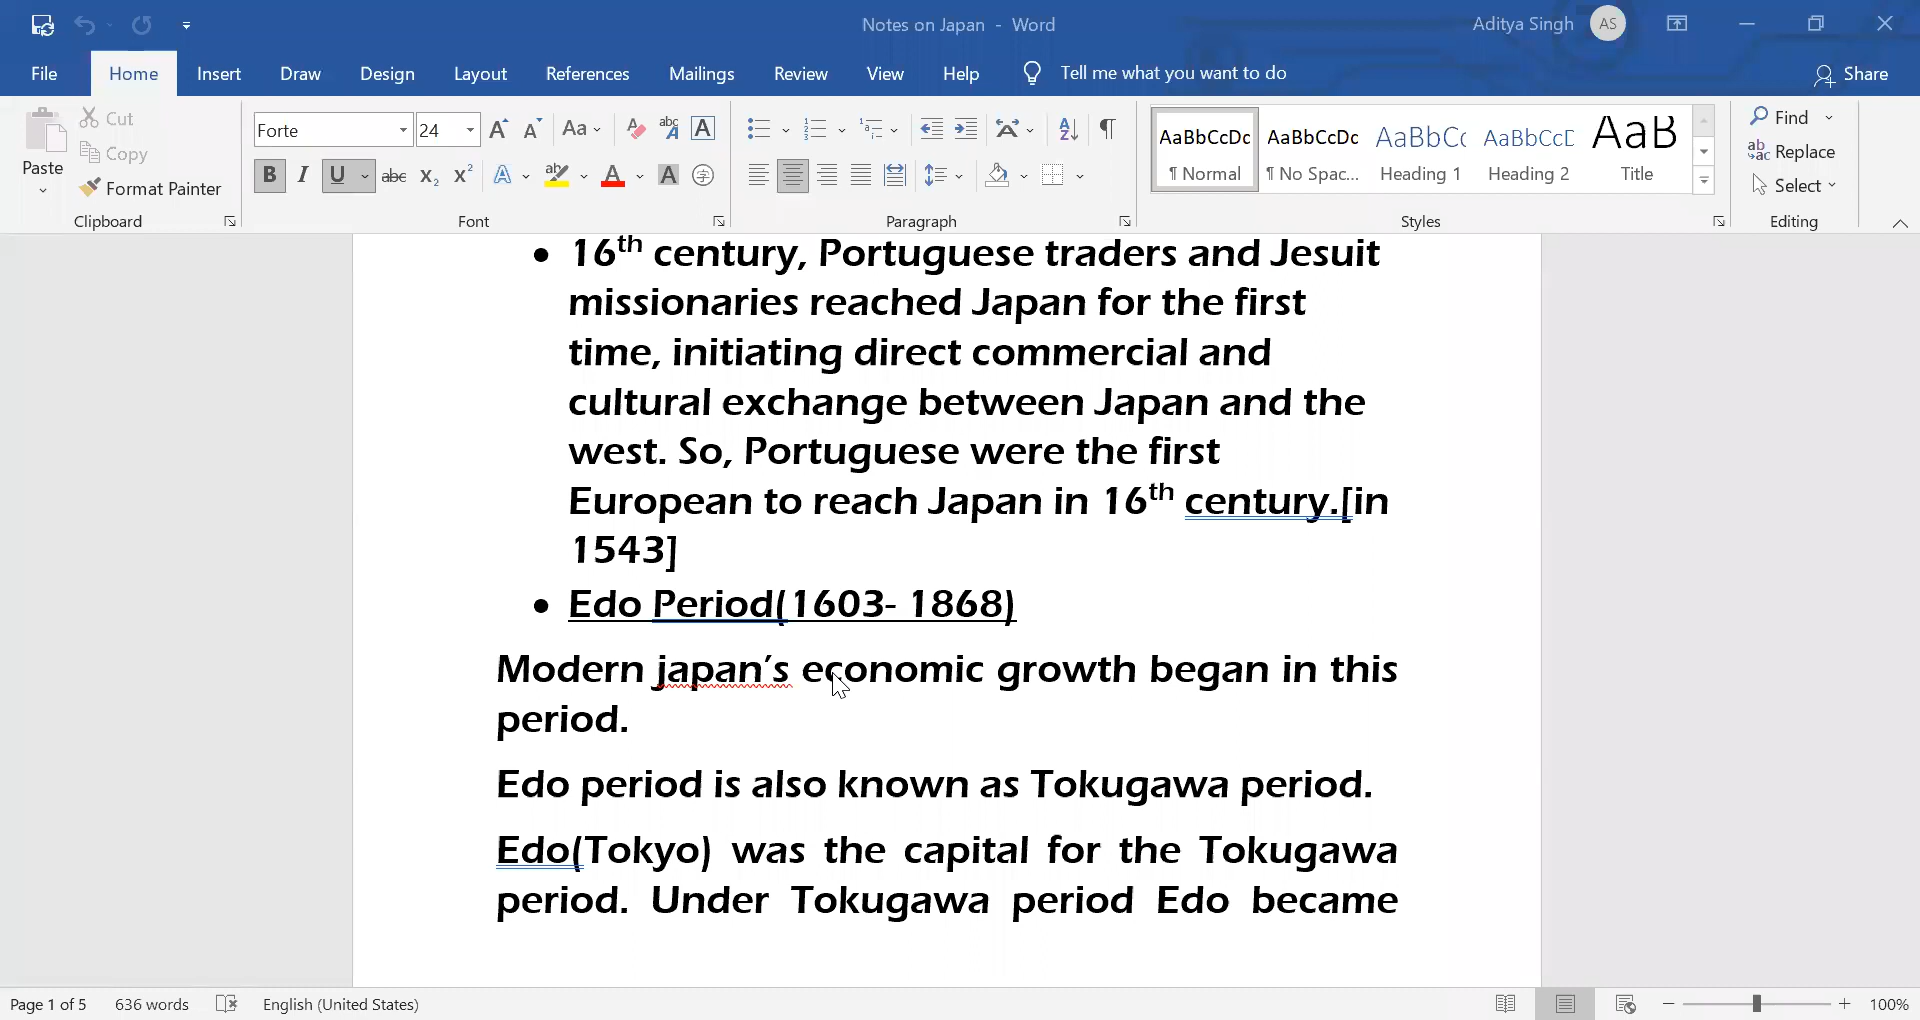 Notes on Japan - Word
Aditya Singh
AS
File
Home
Insert
Draw
Design
Layout
References
Mailings
Review
View
Help
Tell me what you want to do
Share
Paste
Cut
Copy
Format Painter
Clipboard
Forte
24
Font
Paragraph
AaBbCcDc
¶ Normal
AaBbCcDc
¶ No Spac...
AaBbCc
Heading 1
AaBbCcD
Heading 2
AaB
Title
Styles
Find
Replace
Select
Editing
• 16th century, Portuguese traders and Jesuit
missionaries reached Japan for the first
time, initiating direct commercial and
cultural exchange between Japan and the
west. So, Portuguese were the first
European to reach Japan in 16th century.[in
1543]
• Edo Period(1603- 1868)
Modern japan’s economic growth began in this
period.
Edo period is also known as Tokugawa period.
Edo(Tokyo) was the capital for the Tokugawa
period. Under Tokugawa period Edo became
Page 1 of 5
636 words
English (United States)
100%